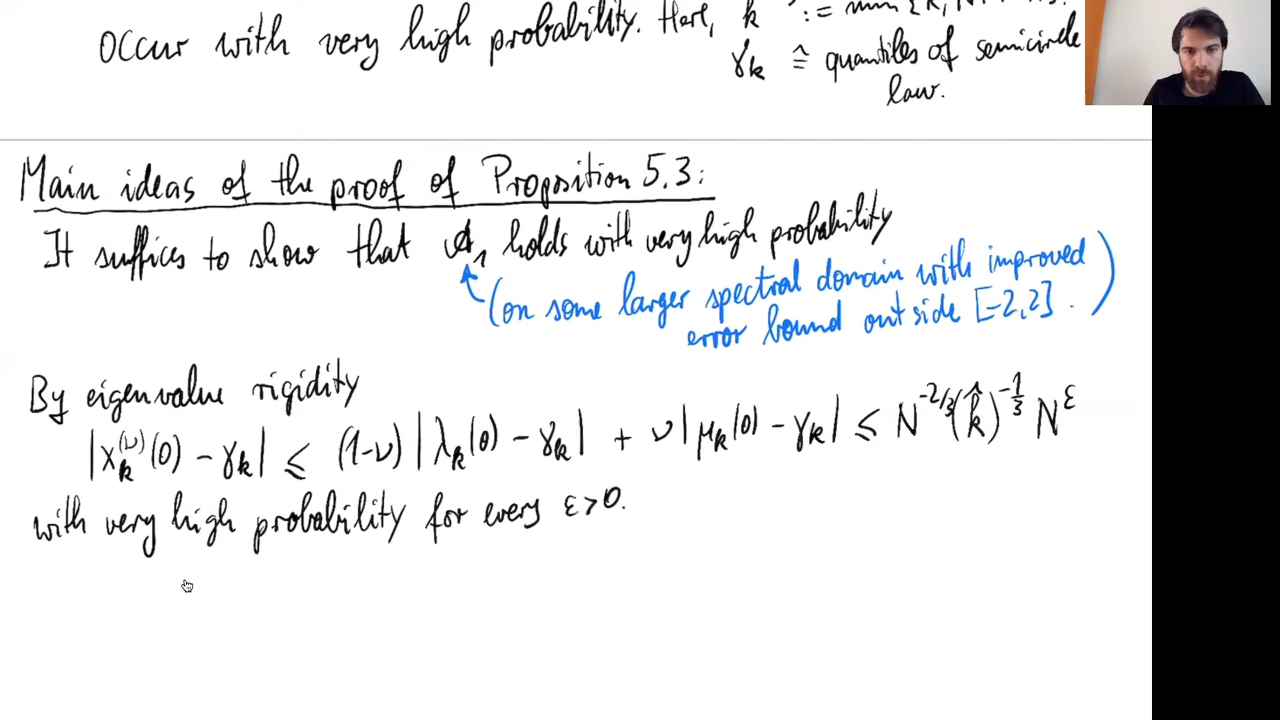 occur with very high probability. Here, k̂ := min {k, N
γₖ ≙ quantiles of semicircle
law.
Main ideas of the proof of Proposition 5.3:
It suffices to show that 𝒜₁ holds with very high probability
(on some larger spectral domain with improved
error bound outside [-2,2].)
By eigenvalue rigidity
|xₖ^(ν)(0) - γₖ| ≤ (1-ν) |λₖ(0) - γₖ| + ν|μₖ(0) - γₖ| ≤ N^{-2/3}(k̂)^{-1/3} N^ε
with very high probability for every ε>0.